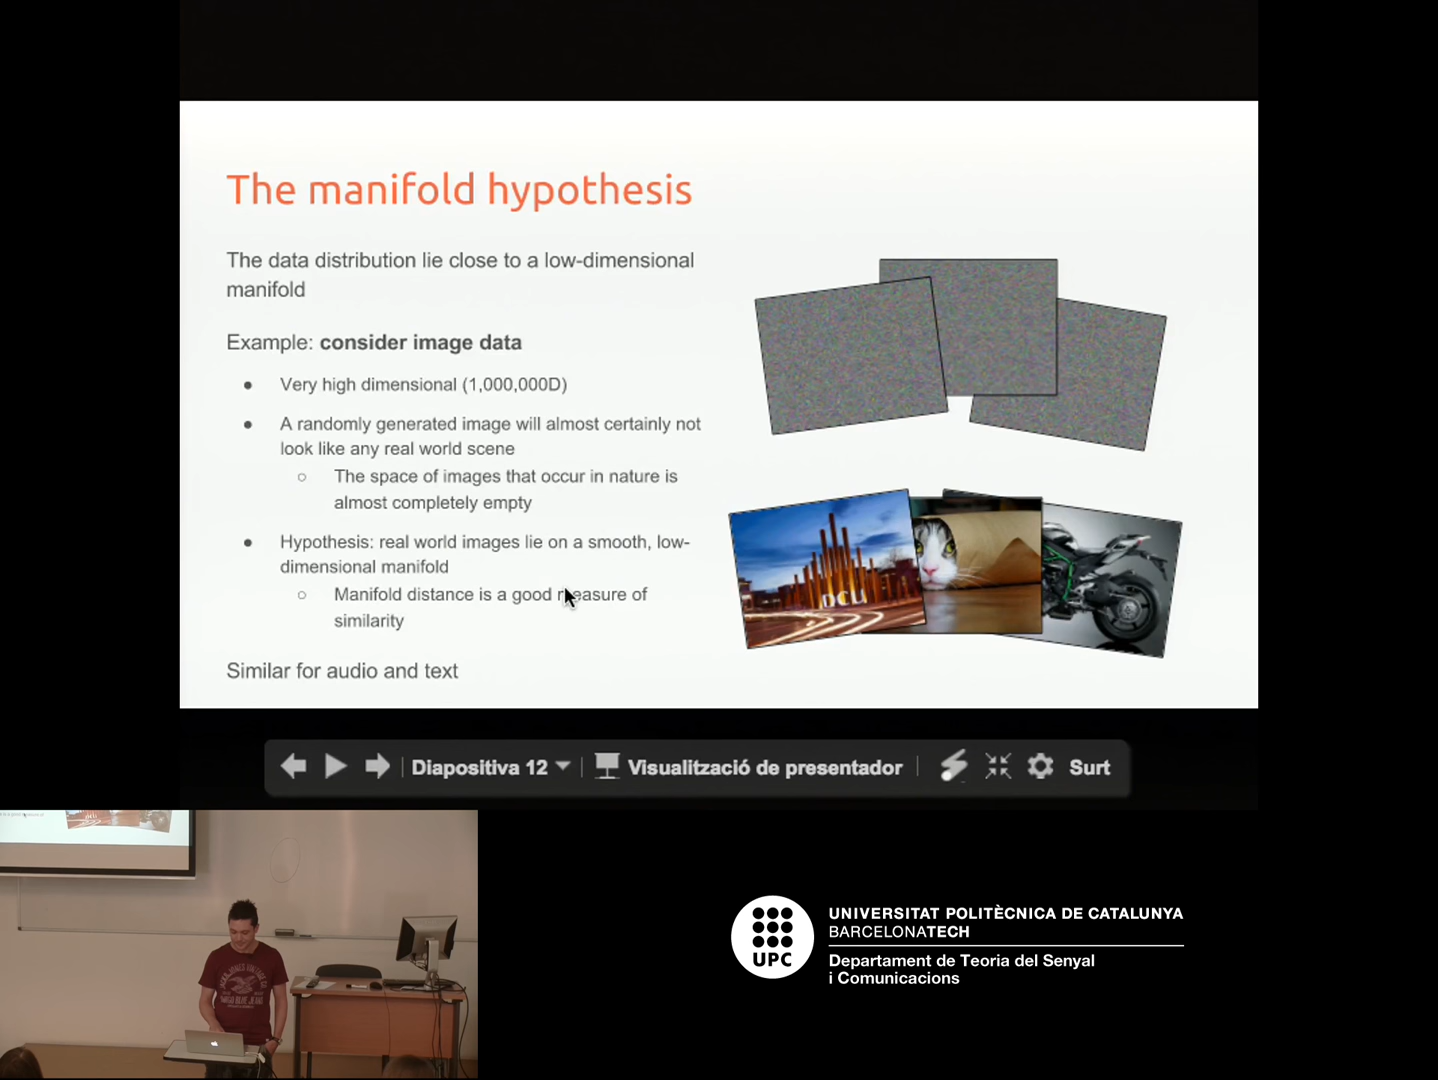 The manifold hypothesis
The data distribution lie close to a low-dimensional
manifold
Example: consider image data
● Very high dimensional (1,000,000D)
● A randomly generated image will almost certainly not
look like any real world scene
○ The space of images that occur in nature is
almost completely empty
● Hypothesis: real world images lie on a smooth, low-
dimensional manifold
○ Manifold distance is a good measure of
similarity
Similar for audio and text
DCU
Diapositiva 12
Visualització de presentador
Surt
UPC
UNIVERSITAT POLITÈCNICA DE CATALUNYA
BARCELONATECH
Departament de Teoria del Senyal
i Comunicacions